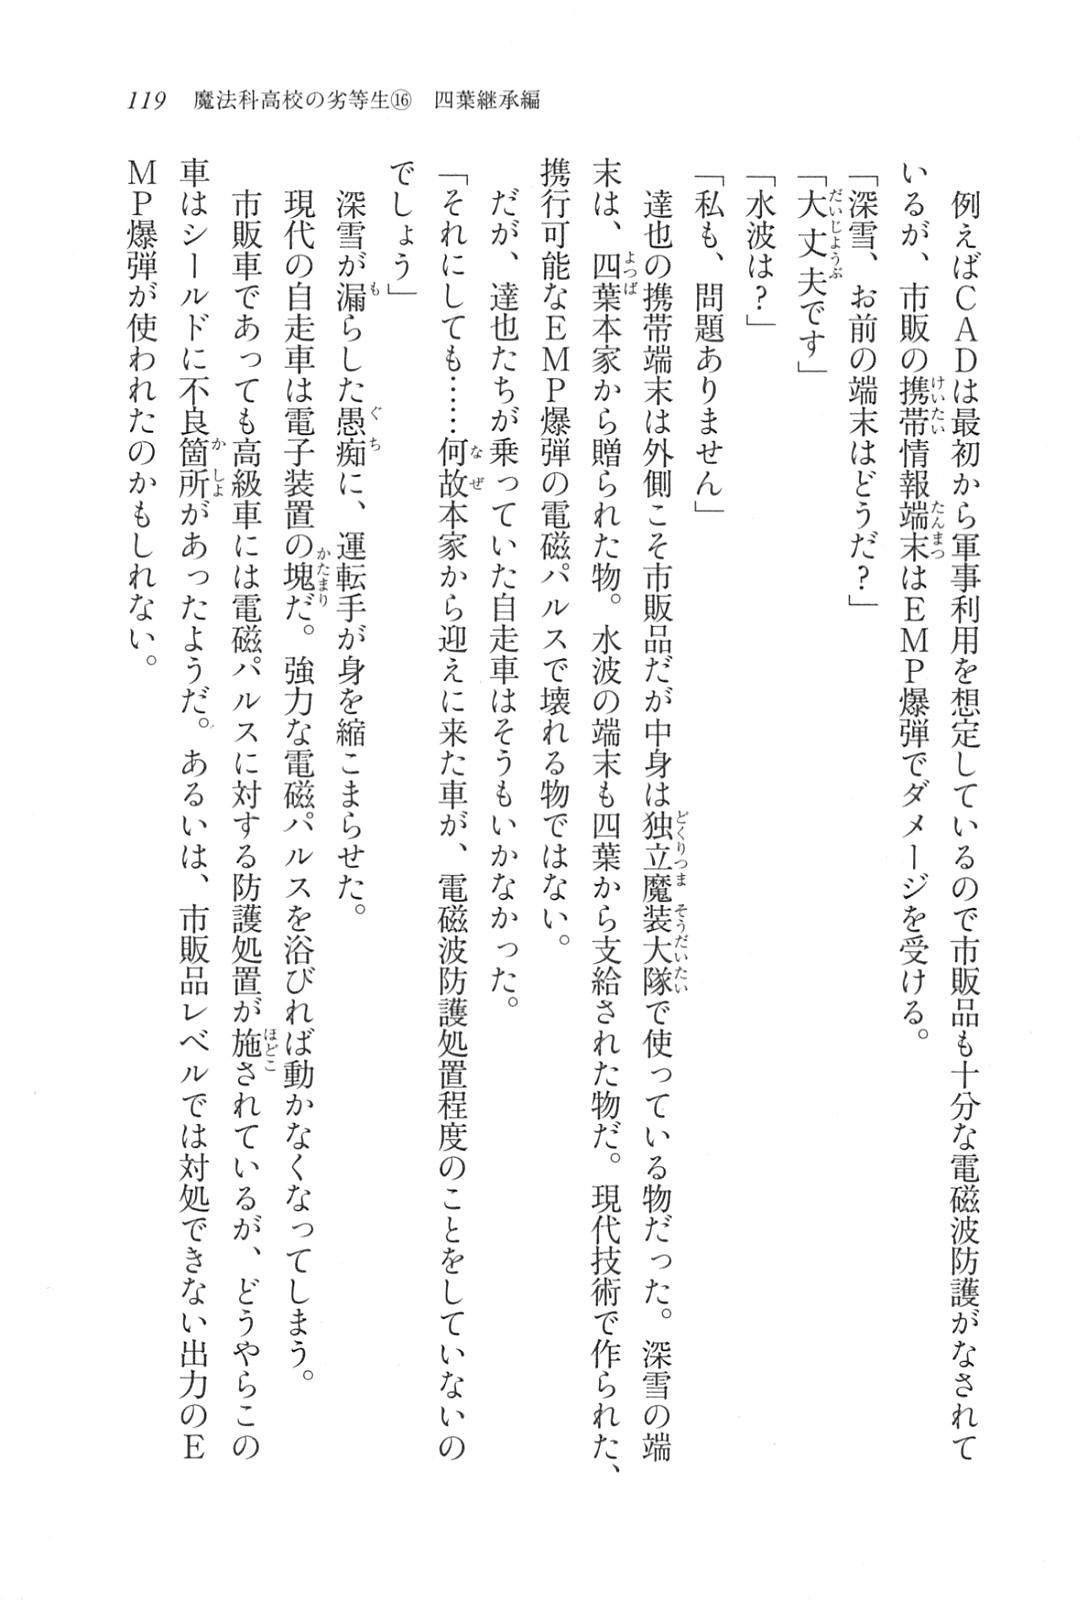 119　魔法科高校の劣等生⑯　四葉継承編
　例えばCADは最初から軍事利用を想定しているので市販品も十分な電磁波防護がなされて
いるが、市販の携帯情報端末はEMP爆弾でダメージを受ける。
「深雪、お前の端末はどうだ？」
「大丈夫です」
「水波は？」
「私も、問題ありません」
　達也の携帯端末は外側こそ市販品だが中身は独立魔装大隊で使っている物だった。深雪の端
末は、四葉本家から贈られた物。水波の端末も四葉から支給された物だ。現代技術で作られた、
携行可能なEMP爆弾の電磁パルスで壊れる物ではない。
　だが、達也たちが乗っていた自走車はそうもいかなかった。
「それにしても……何故本家から迎えに来た車が、電磁波防護処置程度のことをしていないの
でしょう」
　深雪が漏らした愚痴に、運転手が身を縮こまらせた。
　現代の自走車は電子装置の塊だ。強力な電磁パルスを浴びれば動かなくなってしまう。
　市販車であっても高級車には電磁パルスに対する防護処置が施されているが、どうやらこの
車はシールドに不良箇所があったようだ。あるいは、市販品レベルでは対処できない出力のE
MP爆弾が使われたのかもしれない。